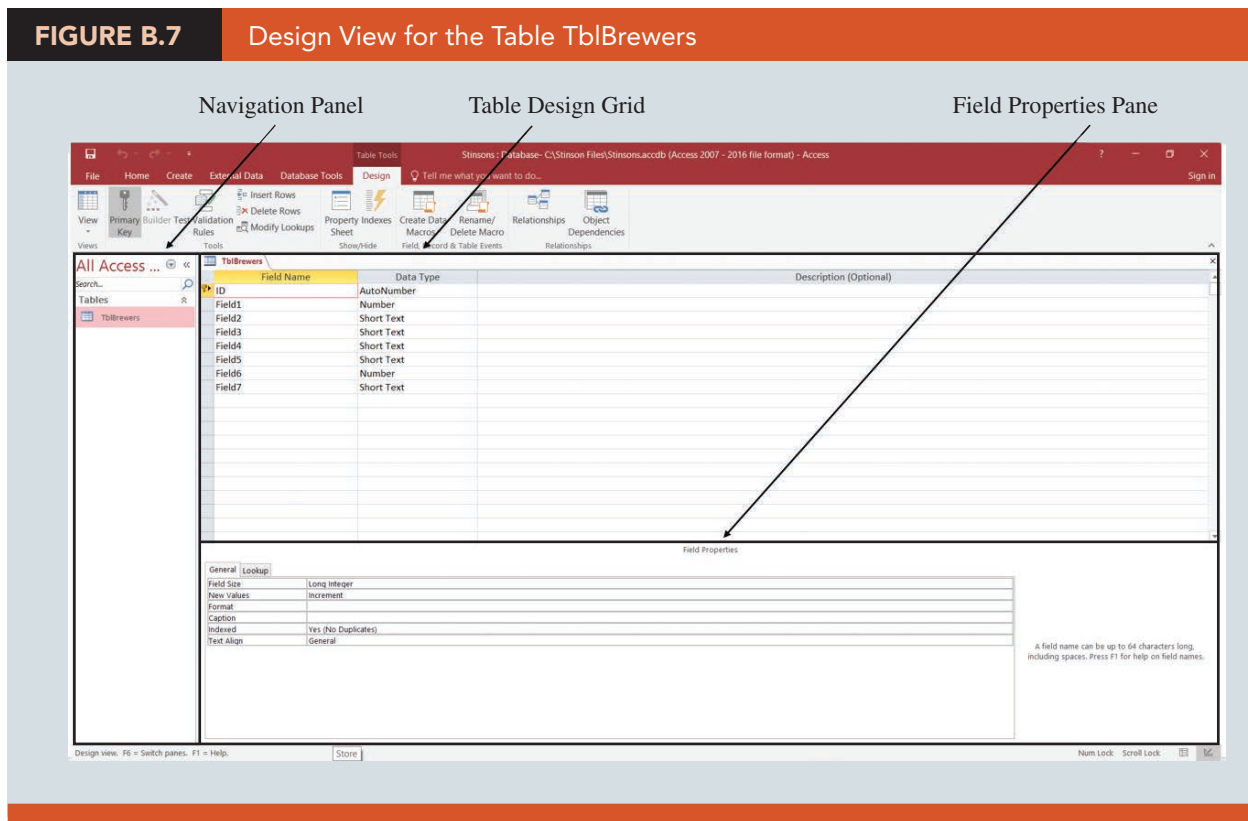 FIGURE B.7 Design View for the Table TblBrewers
Navigation Panel Table Design Grid Field Properties Pane
Table Tools Stinsons : Database- C:\Stinson Files\Stinsons.accdb (Access 2007 - 2016 file format) - Access ?
File Home Create External Data Database Tools Design Tell me what you want to do... Sign in
View Primary Key Builder Test Validation Rules Insert Rows Delete Rows Modify Lookups Property Sheet Indexes Create Data Macros Rename/ Delete Macro Relationships Object Dependencies
Views Tools Show/Hide Field, Record & Table Events Relationships
All Access ...
Search...
Tables
TblBrewers
TblBrewers
Field Name Data Type Description (Optional)
ID AutoNumber
Field1 Number
Field2 Short Text
Field3 Short Text
Field4 Short Text
Field5 Short Text
Field6 Number
Field7 Short Text
Field Properties
General Lookup
Field Size Long Integer
New Values Increment
Format
Caption
Indexed Yes (No Duplicates)
Text Align General
A field name can be up to 64 characters long,
including spaces. Press F1 for help on field names.
Design view. F6 = Switch panes. F1 = Help. Store Num Lock Scroll Lock